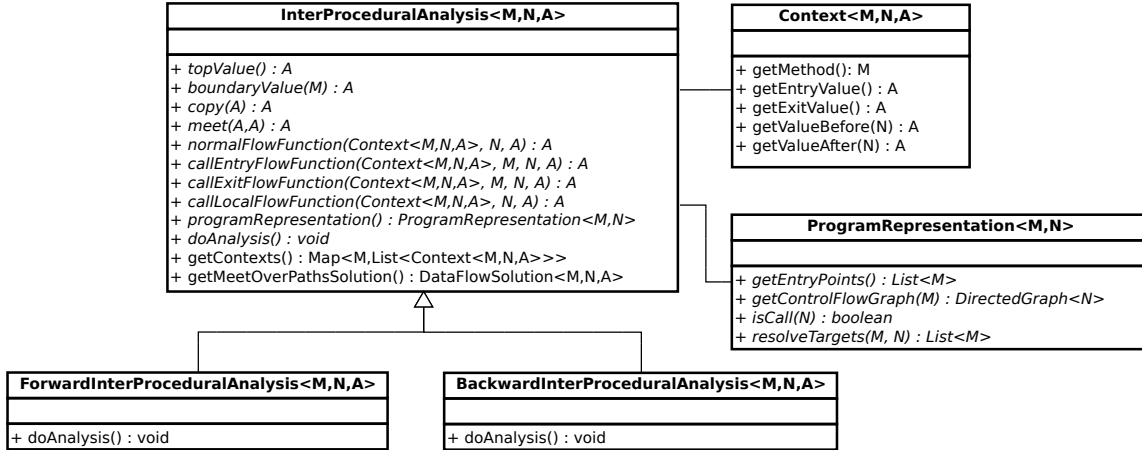 InterProceduralAnalysis<M,N,A>
+ topValue() : A
+ boundaryValue(M) : A
+ copy(A) : A
+ meet(A,A) : A
+ normalFlowFunction(Context<M,N,A>, N, A) : A
+ callEntryFlowFunction(Context<M,N,A>, M, N, A) : A
+ callExitFlowFunction(Context<M,N,A>, M, N, A) : A
+ callLocalFlowFunction(Context<M,N,A>, N, A) : A
+ programRepresentation() : ProgramRepresentation<M,N>
+ doAnalysis() : void
+ getContexts() : Map<M,List<Context<M,N,A>>>
+ getMeetOverPathsSolution() : DataFlowSolution<M,N,A>
Context<M,N,A>
+ getMethod(): M
+ getEntryValue() : A
+ getExitValue() : A
+ getValueBefore(N) : A
+ getValueAfter(N) : A
ProgramRepresentation<M,N>
+ getEntryPoints() : List<M>
+ getControlFlowGraph(M) : DirectedGraph<N>
+ isCall(N) : boolean
+ resolveTargets(M, N) : List<M>
ForwardInterProceduralAnalysis<M,N,A>
+ doAnalysis() : void
BackwardInterProceduralAnalysis<M,N,A>
+ doAnalysis() : void